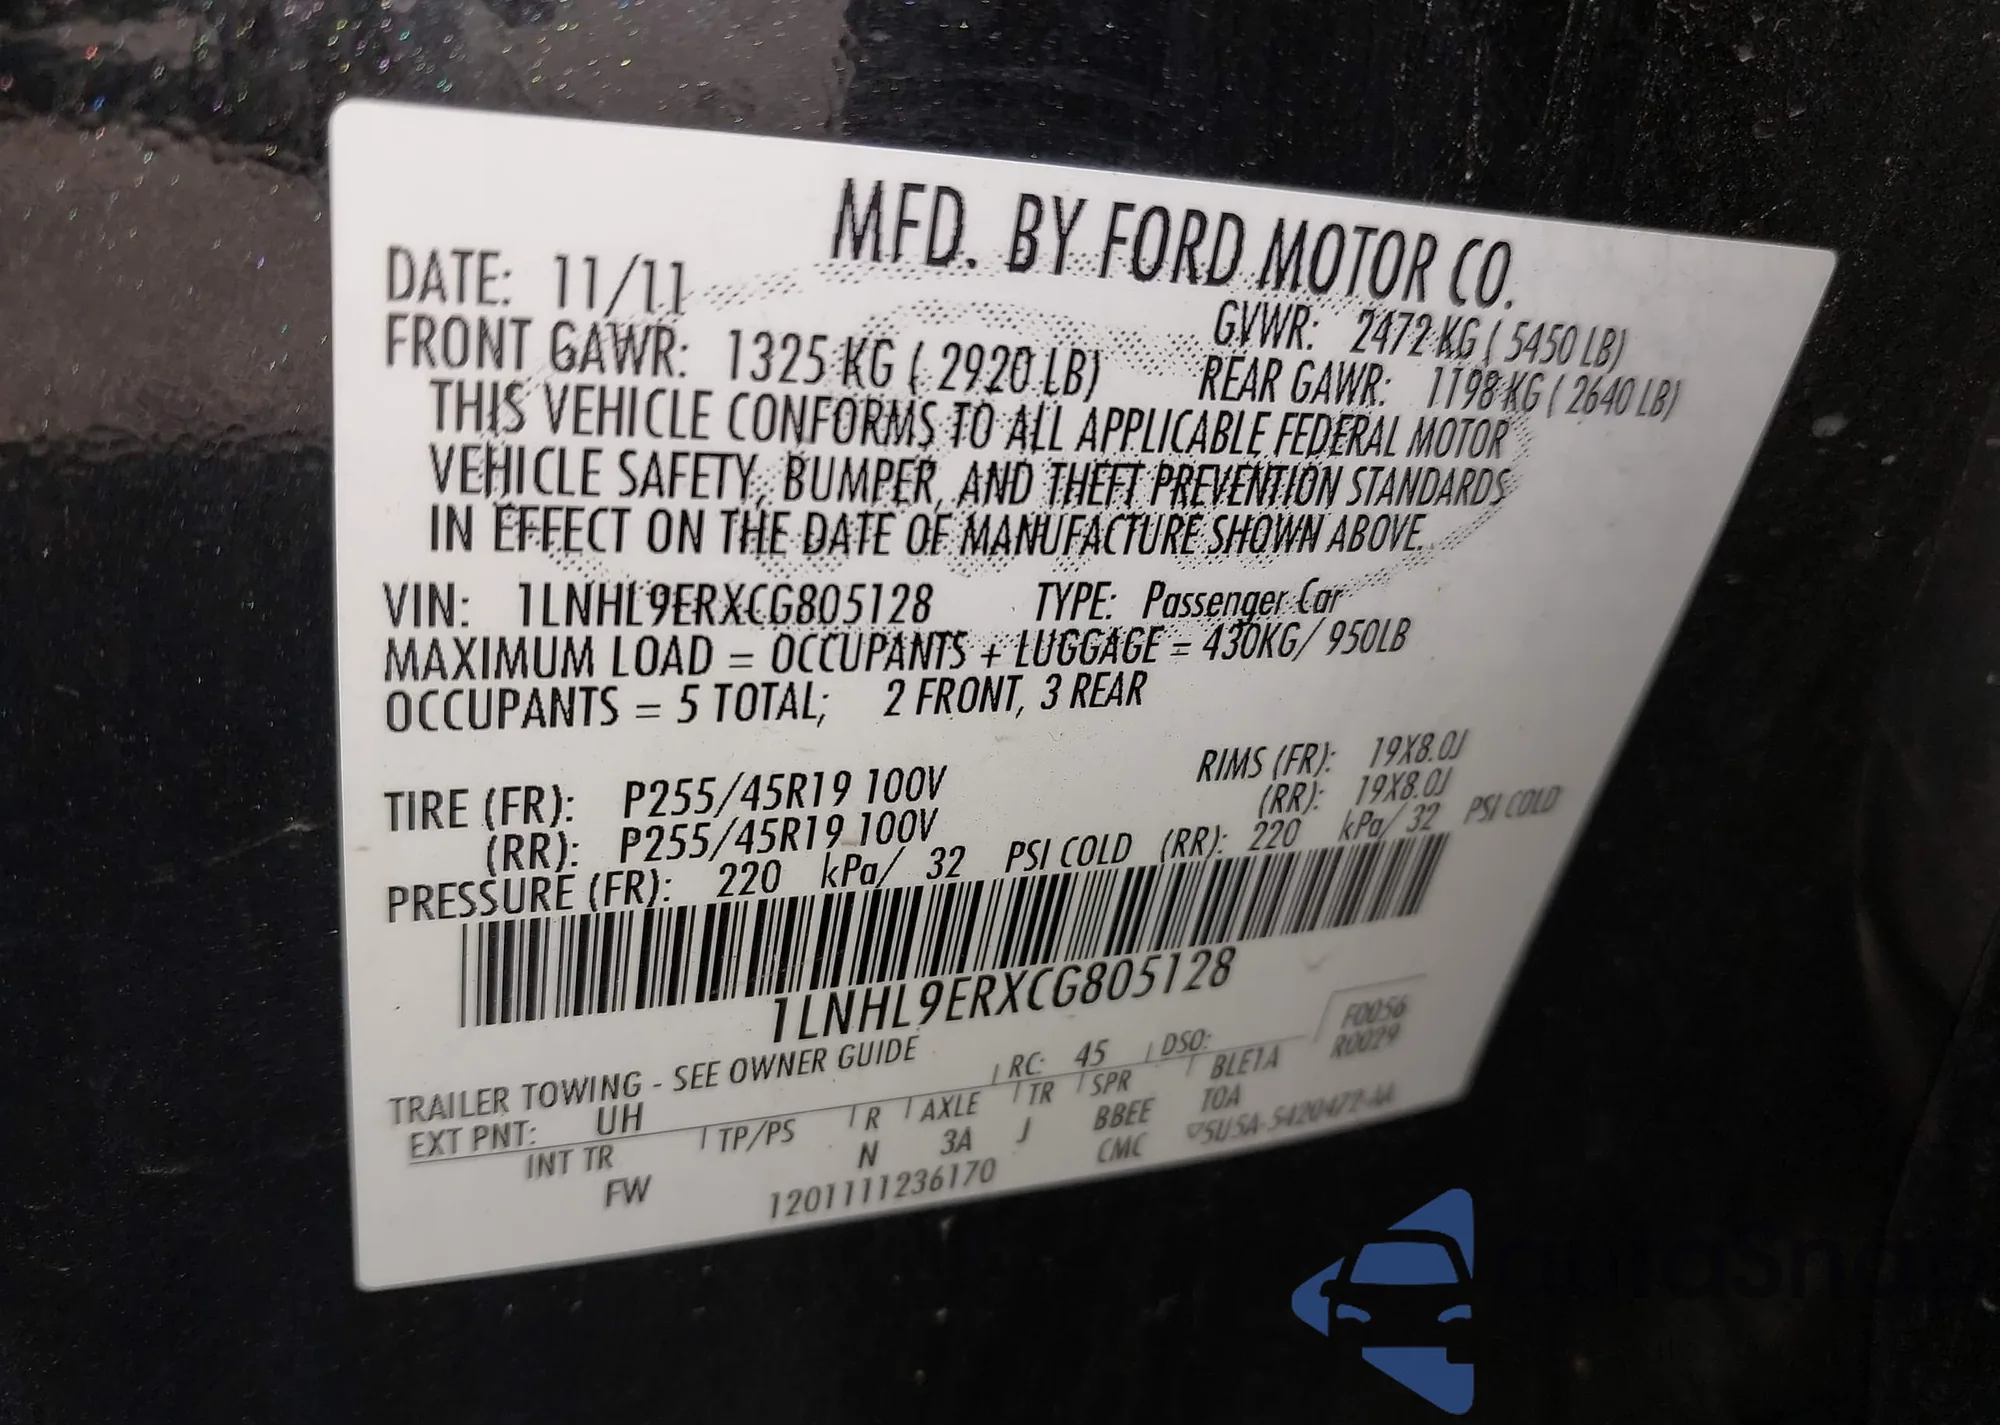 MFD. BY FORD MOTOR CO.
DATE: 11/11 GVWR: 2472 KG ( 5450 LB)
FRONT GAWR: 1325 KG ( 2920 LB) REAR GAWR: 1198 KG ( 2640 LB)
THIS VEHICLE CONFORMS TO ALL APPLICABLE FEDERAL MOTOR
VEHICLE SAFETY, BUMPER, AND THEFT PREVENTION STANDARDS
IN EFFECT ON THE DATE OF MANUFACTURE SHOWN ABOVE.
VIN: 1LNHL9ERXCG805128 TYPE: Passenger Car
MAXIMUM LOAD = OCCUPANTS + LUGGAGE = 430KG/ 950LB
OCCUPANTS = 5 TOTAL; 2 FRONT, 3 REAR
TIRE (FR): P255/45R19 100V RIMS (FR): 19X8.0J
(RR): P255/45R19 100V (RR): 19X8.0J
PRESSURE (FR): 220 kPa/ 32 PSI COLD (RR): 220 kPa/ 32 PSI COLD
1LNHL9ERXCG805128
TRAILER TOWING - SEE OWNER GUIDE
F0056
R0029
EXT PNT: UH RC: 45 DSO:
INT TR TP/PS R AXLE TR SPR BLE1A
FW N 3A J BBEE TOA
1201111236170 CMC 5U5A-5420472-AA